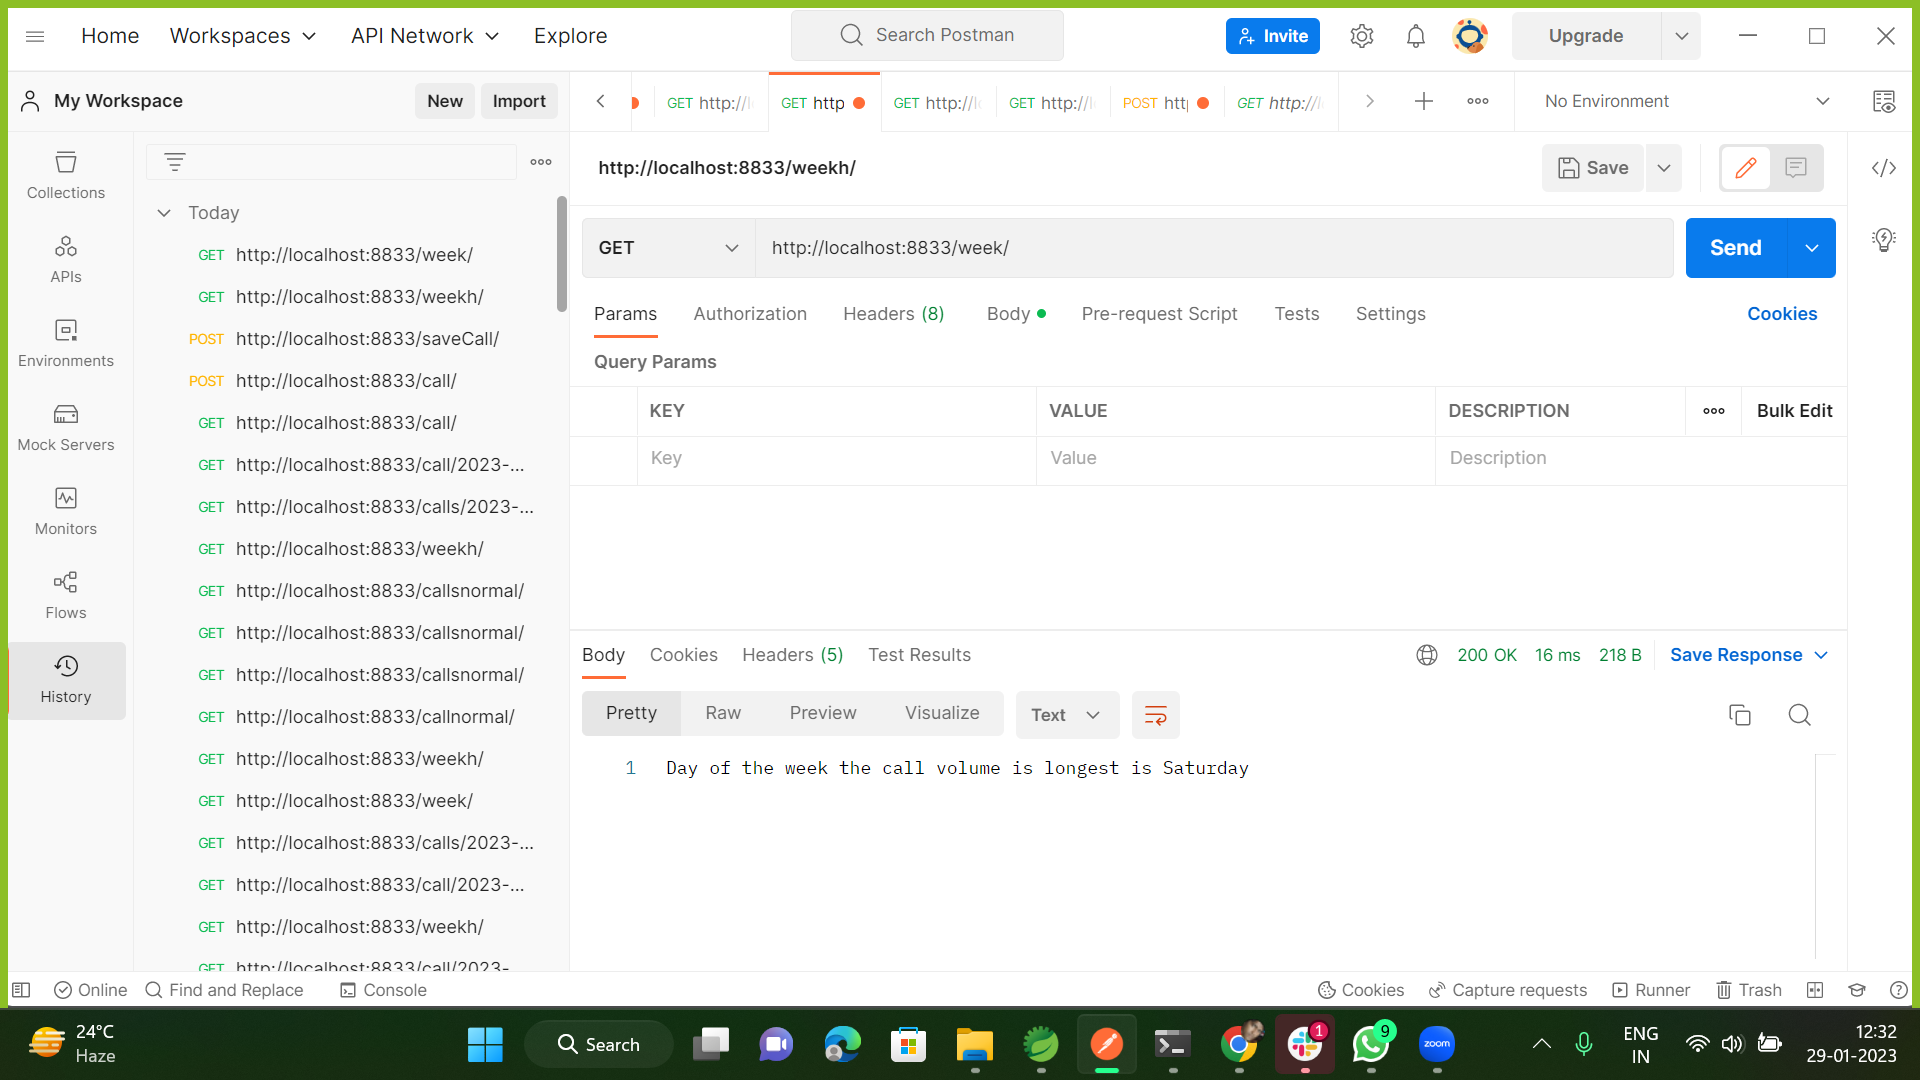 Home Workspaces API Network Explore Search Postman Invite Upgrade
My Workspace New Import GET http://l GET http GET http://l GET http://l POST htt GET http://l No Environment
http://localhost:8833/weekh/ Save
Collections
APIs
Environments
Mock Servers
Monitors
Flows
History
Today
GET http://localhost:8833/week/
GET http://localhost:8833/weekh/
POST http://localhost:8833/saveCall/
POST http://localhost:8833/call/
GET http://localhost:8833/call/
GET http://localhost:8833/call/2023-...
GET http://localhost:8833/calls/2023-...
GET http://localhost:8833/weekh/
GET http://localhost:8833/callsnormal/
GET http://localhost:8833/callsnormal/
GET http://localhost:8833/callsnormal/
GET http://localhost:8833/callnormal/
GET http://localhost:8833/weekh/
GET http://localhost:8833/week/
GET http://localhost:8833/calls/2023-...
GET http://localhost:8833/call/2023-...
GET http://localhost:8833/weekh/
GET http://localhost:8833/call/2023-
GET http://localhost:8833/week/ Send
Params Authorization Headers (8) Body Pre-request Script Tests Settings Cookies
Query Params
KEY VALUE DESCRIPTION Bulk Edit
Key Value Description
Body Cookies Headers (5) Test Results 200 OK 16 ms 218 B Save Response
Pretty Raw Preview Visualize Text
1 Day of the week the call volume is longest is Saturday
Online Find and Replace Console Cookies Capture requests Runner Trash
24°C
Haze
Search
zoom
1
9
ENG
IN
12:32
29-01-2023